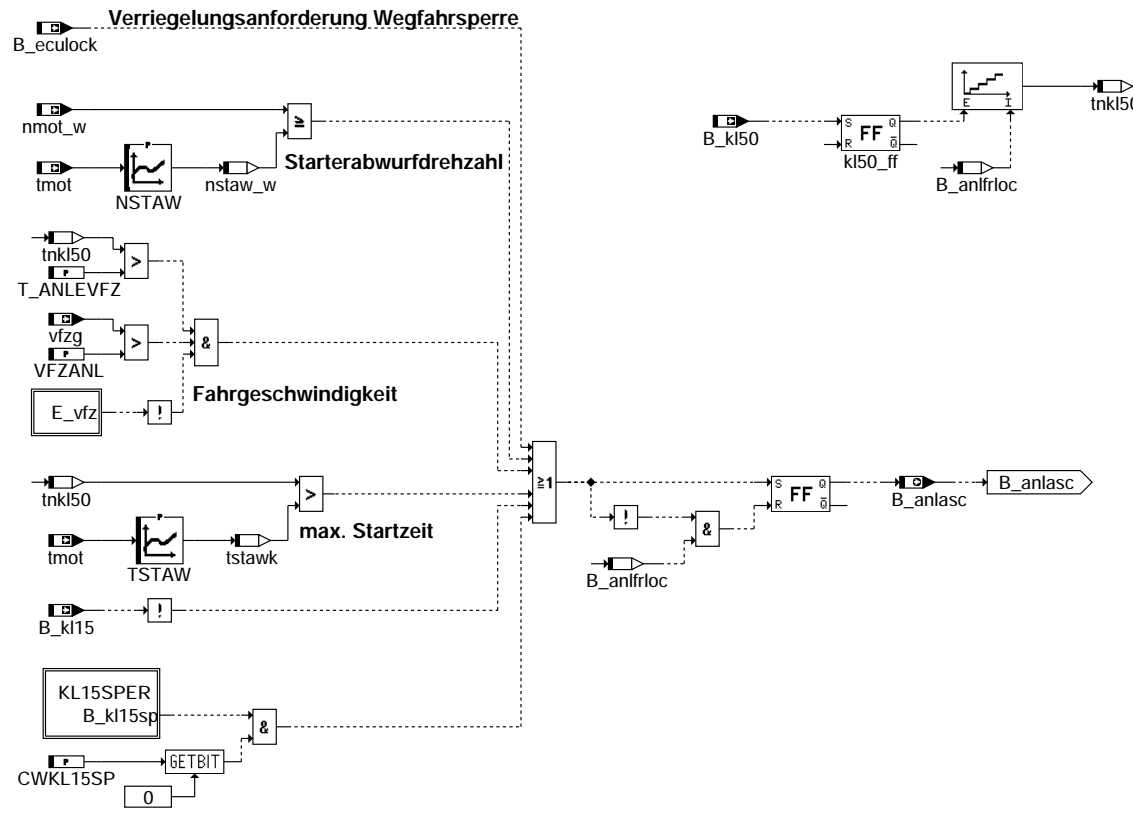 Verriegelungsanforderung Wegfahrsperre
B_eculock
nmot_w
≥
Starterabwurfdrehzahl
P
tmot
NSTAW
nstaw_w
E I
tnkl50
B_kl50
S Q
FF
R Q̅
kl50_ff
B_anlfrloc
tnkl50
>
P
T_ANLEVFZ
vfzg
>
P
VFZANL
&
Fahrgeschwindigkeit
E_vfz
!
tnkl50
>
max. Startzeit
P
tmot
TSTAW
tstawk
B_kl15
!
≥1
!
&
B_anlfrloc
S Q
FF
R Q̅
B_anlasc
B_anlasc
KL15SPER
B_kl15sp
&
P
GETBIT
CWKL15SP
0